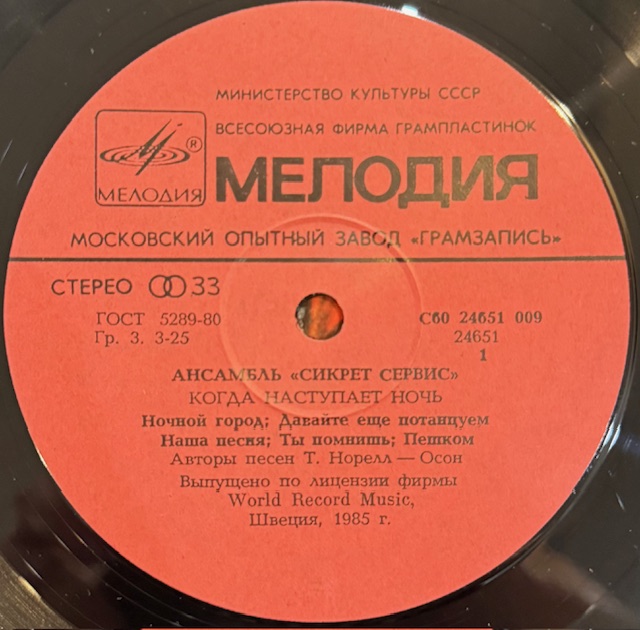 МИНИСТЕРСТВО КУЛЬТУРЫ СССР
ВСЕСОЮЗНАЯ ФИРМА ГРАМПЛАСТИНОК
®
МЕЛОДИЯ
МЕЛОДИЯ
МОСКОВСКИЙ ОПЫТНЫЙ ЗАВОД «ГРАМЗАПИСЬ»
СТЕРЕО 33
ГОСТ 5289-80
Гр. 3. 3-25
С60 24651 009
24651
1
АНСАМБЛЬ «СИКРЕТ СЕРВИС»
КОГДА НАСТУПАЕТ НОЧЬ
Ночной город; Давайте еще потанцуем
Наша песня; Ты помнишь; Пешком
Авторы песен Т. Норелл — Осон
Выпущено по лицензии фирмы
World Record Music,
Швеция, 1985 г.